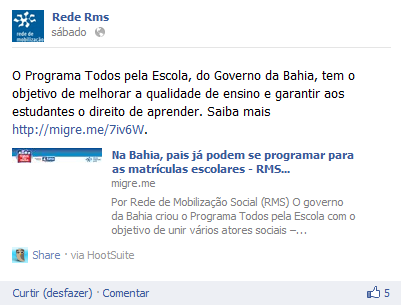 Rede Rms
sábado
rede de
mobilização
O Programa Todos pela Escola, do Governo da Bahia, tem o
objetivo de melhorar a qualidade de ensino e garantir aos
estudantes o direito de aprender. Saiba mais
http://migre.me/7iv6W.
Na Bahia, pais já podem se programar para
as matrículas escolares - RMS...
migre.me
Por Rede de Mobilização Social (RMS) O governo
da Bahia criou o Programa Todos pela Escola com o
objetivo de unir vários atores sociais –...
Share · via HootSuite
Curtir (desfazer) · Comentar
5